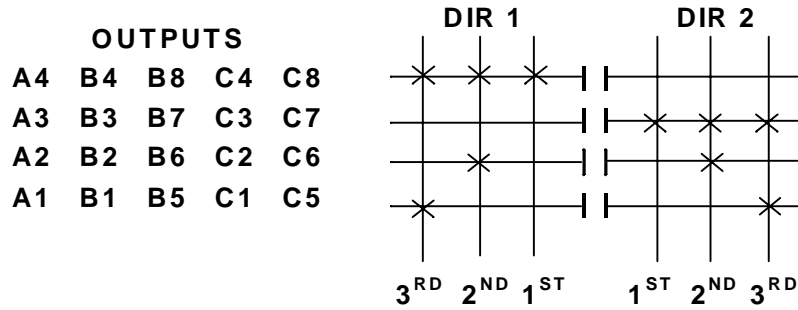 DIR 1 DIR 2
OUTPUTS
A4 B4 B8 C4 C8
A3 B3 B7 C3 C7
A2 B2 B6 C2 C6
A1 B1 B5 C1 C5
3RD 2ND 1ST 1ST 2ND 3RD